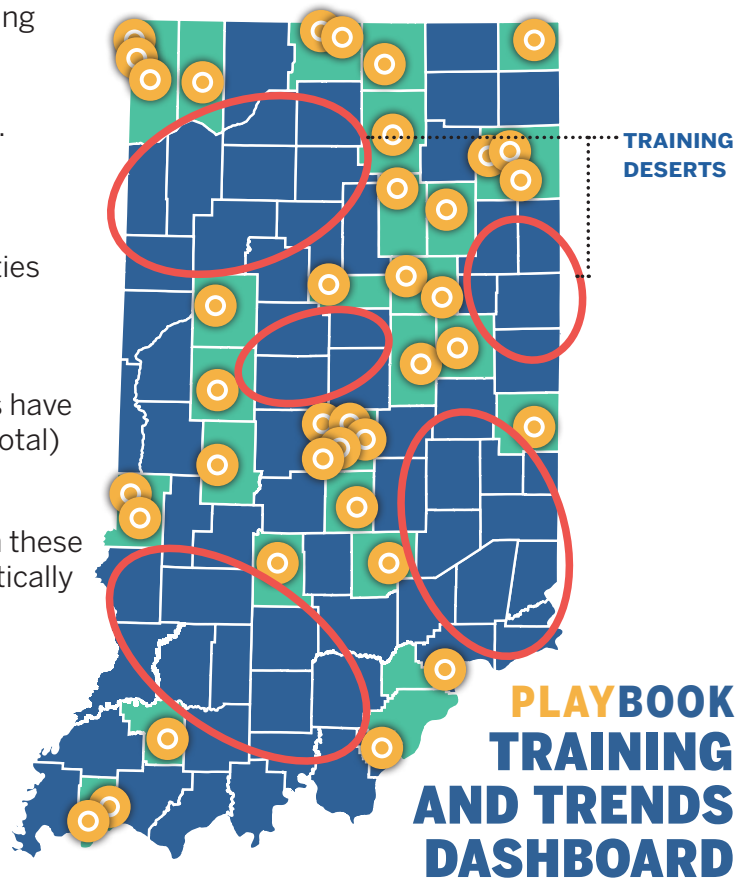 ng
.
ties
s have
otal)
n these
tically
TRAINING
DESERTS
PLAYBOOK
TRAINING
AND TRENDS
DASHBOARD